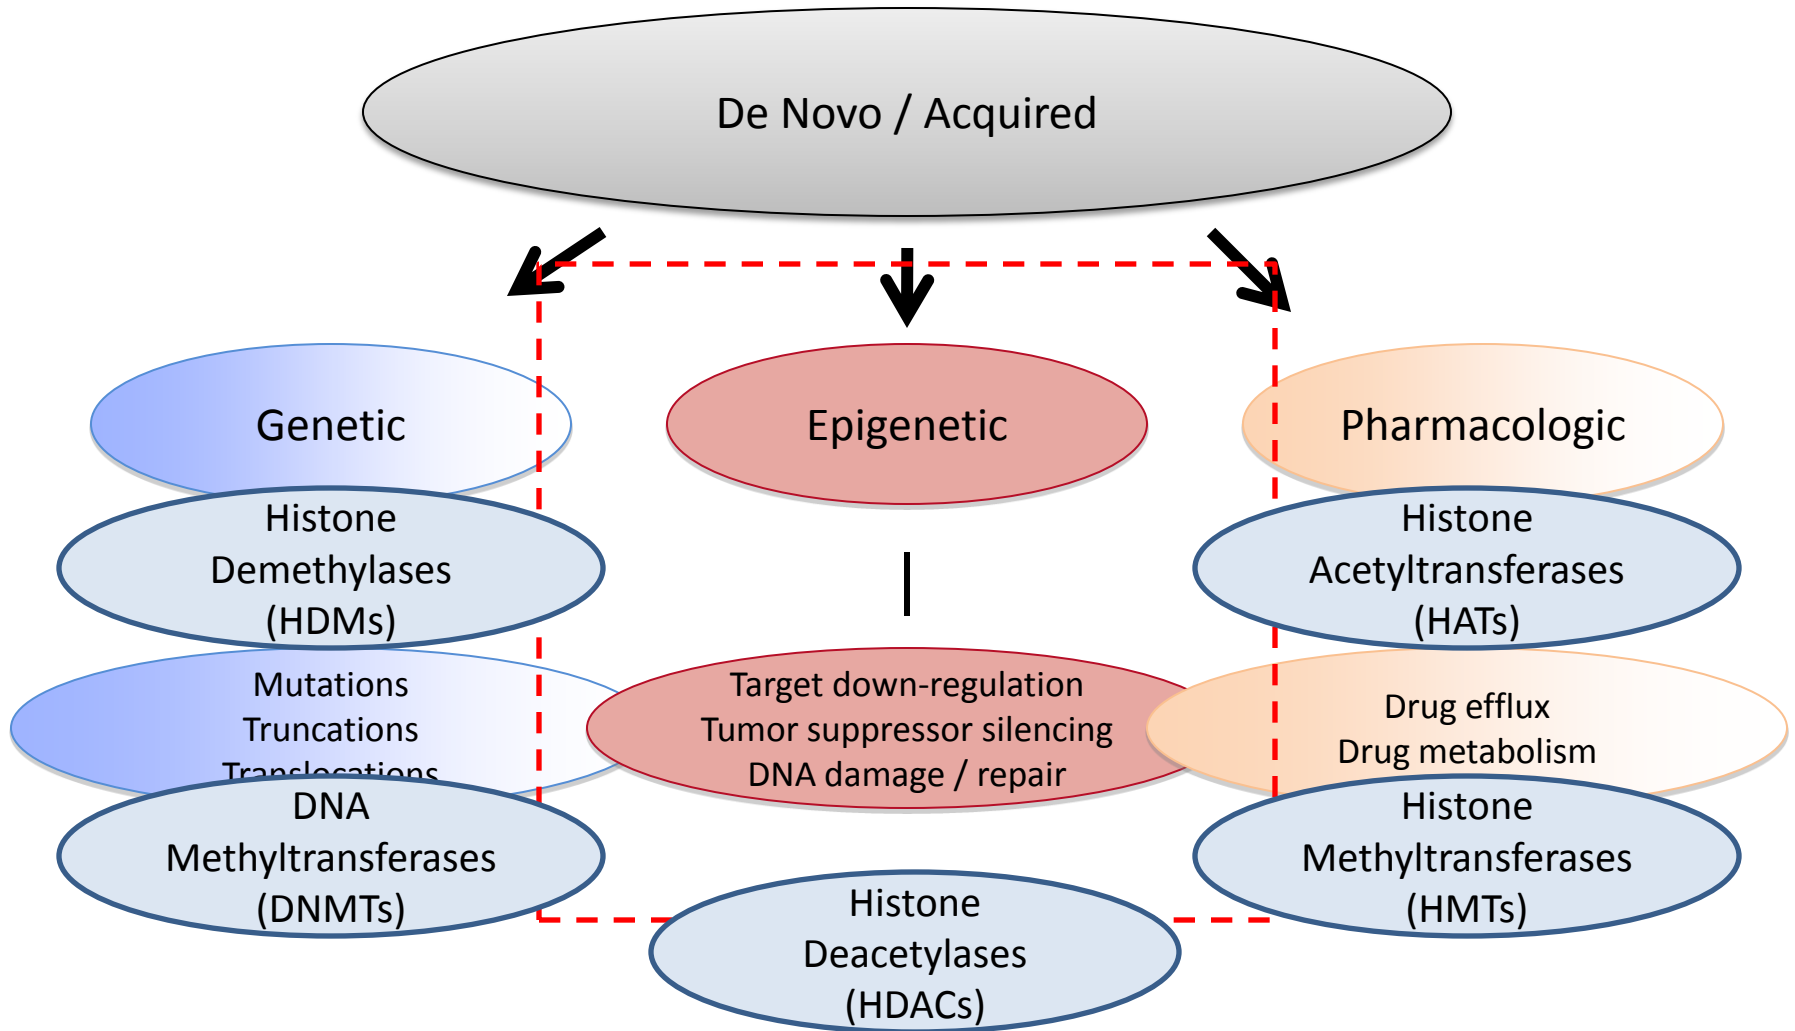 De Novo / Acquired
Genetic
Epigenetic
Pharmacologic
Histone
Demethylases
(HDMs)
Histone
Acetyltransferases
(HATs)
Mutations
Truncations
Translocations
Target down-regulation
Tumor suppressor silencing
DNA damage / repair
Drug efflux
Drug metabolism
DNA
Methyltransferases
(DNMTs)
Histone
Methyltransferases
(HMTs)
Histone
Deacetylases
(HDACs)